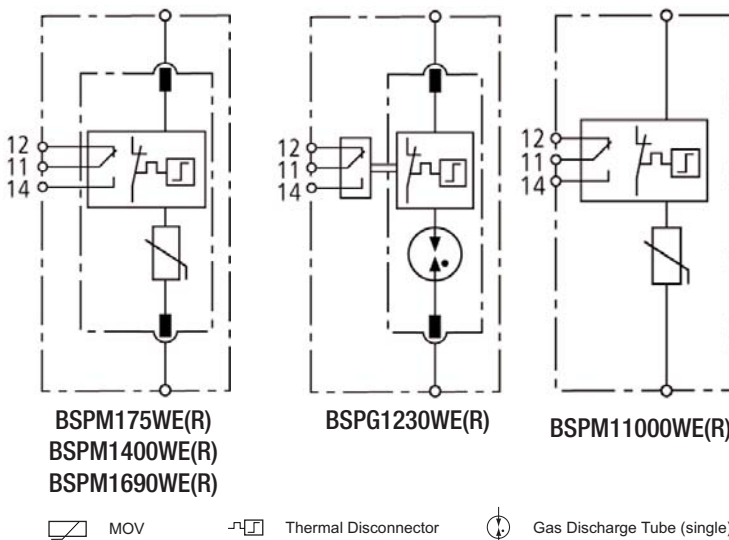 12
11
14
12
11
14
12
11
14
BSPM175WE(R)
BSPM1400WE(R)
BSPM1690WE(R)
BSPG1230WE(R)
BSPM11000WE(R)
MOV
Thermal Disconnector
Gas Discharge Tube (single)